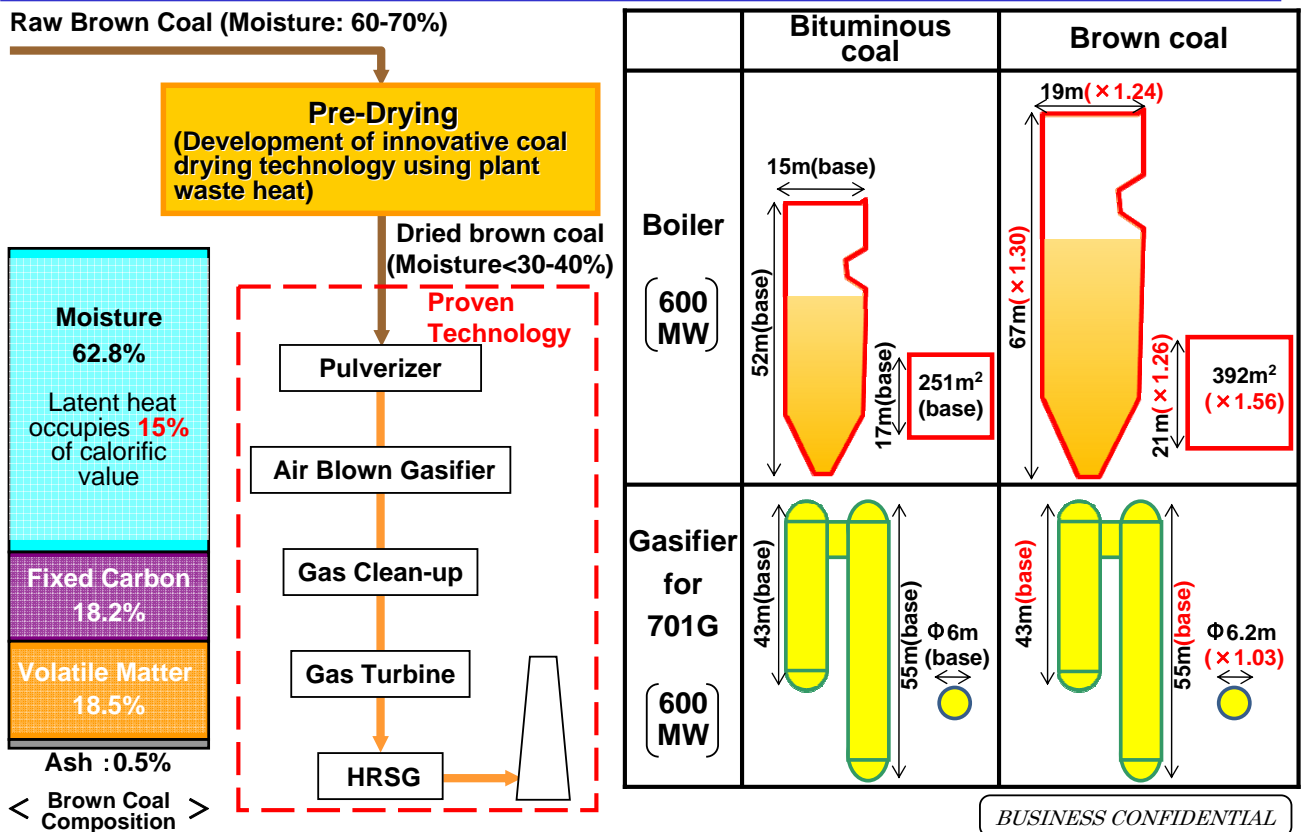 Raw Brown Coal (Moisture: 60-70%)
Pre-Drying
(Development of innovative coal
drying technology using plant
waste heat)
Dried brown coal
(Moisture<30-40%)
Proven
Technology
Pulverizer
Air Blown Gasifier
Gas Clean-up
Gas Turbine
HRSG
Moisture
62.8%
Latent heat
occupies 15%
of calorific
value
Fixed Carbon
18.2%
Volatile Matter
18.5%
Ash :0.5%
< Brown Coal >
Composition
Bituminous
coal
Brown coal
Boiler
600
MW
15m(base)
52m(base)
17m(base)
251m²
(base)
19m(×1.24)
67m(×1.30)
21m(×1.26)
392m²
(×1.56)
Gasifier
for
701G
600
MW
43m(base)
55m(base)
Φ6m
(base)
43m(base)
55m(base)
Φ6.2m
(×1.03)
BUSINESS CONFIDENTIAL